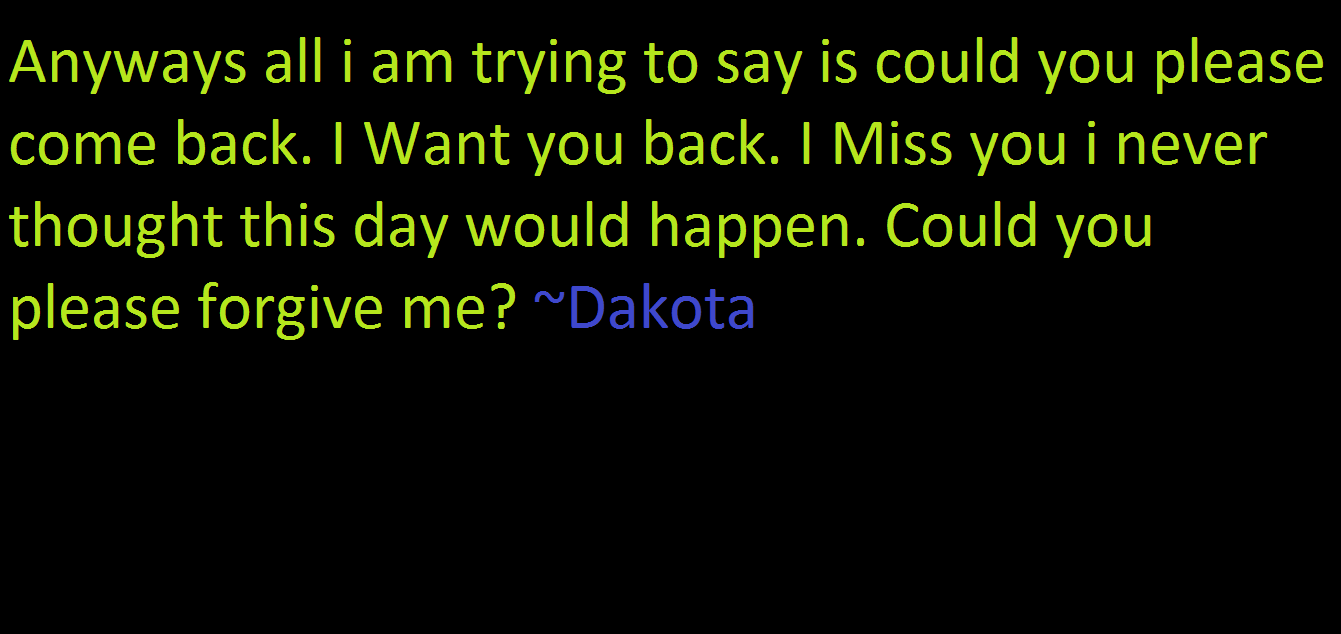 Anyways all i am trying to say is could you please
come back. I Want you back. I Miss you i never
thought this day would happen. Could you
please forgive me? ~Dakota